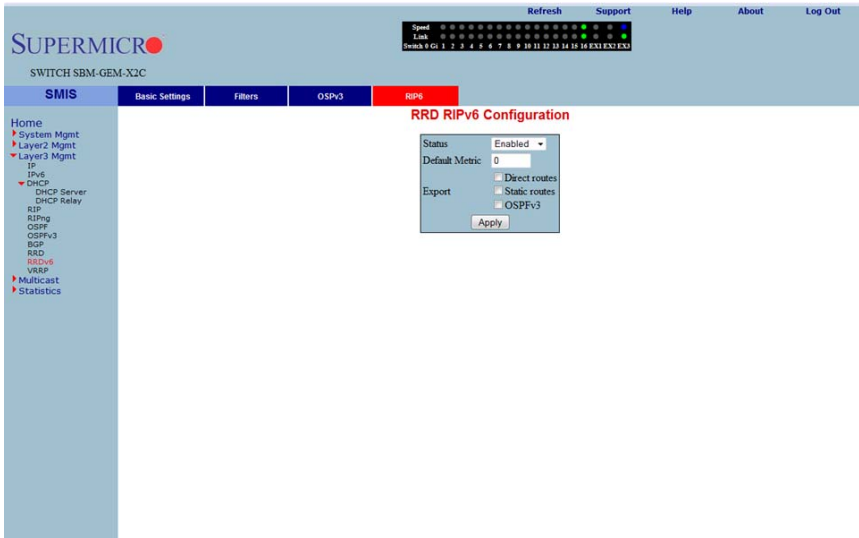 Refresh Support Help About Log Out
SUPERMICRO
Speed
Link
Switch 0 Gi 1 2 3 4 5 6 7 8 9 10 11 12 13 14 15 16 EX1 EX2 EX3
SWITCH SBM-GEM-X2C
SMIS
Basic Settings Filters OSPv3 RIP6
Home
System Mgmt
Layer2 Mgmt
Layer3 Mgmt
IP
IPv6
DHCP
DHCP Server
DHCP Relay
RIP
RIPng
OSPF
OSPFv3
BGP
RRD
RRDv6
VRRP
Multicast
Statistics
RRD RIPv6 Configuration
Status Enabled
Default Metric 0
Direct routes
Export Static routes
OSPFv3
Apply